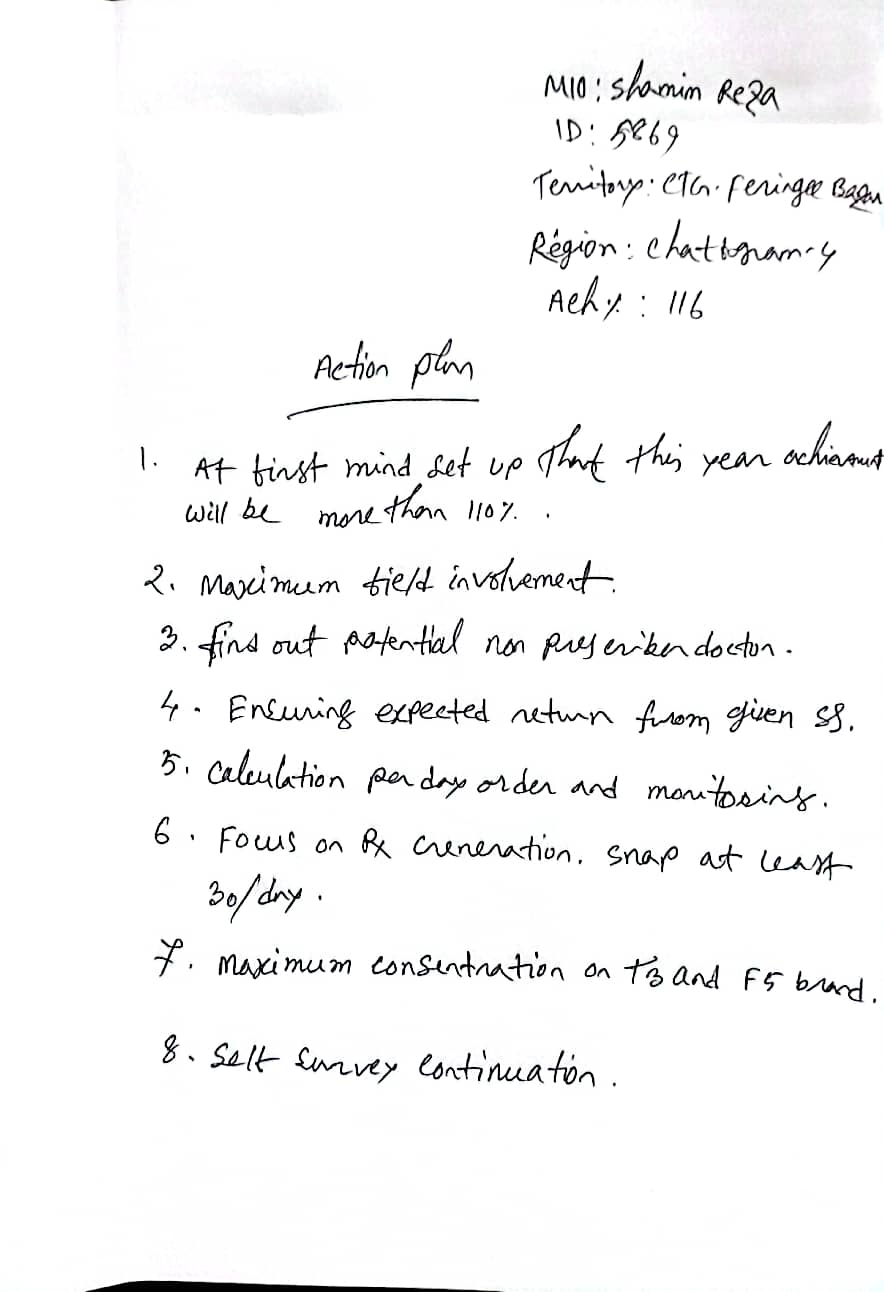 MIO: Shamim Reza
ID: 5869
Territory: CTG. Feringee Bazar
Région: Chattogram-4
Ach%: 116
Action plan
1. At first mind set up that this year achievement
will be more than 110%.
2. Maximum field involvement.
3. find out potential non prescriber doctor.
4. Ensuring expected return from given SS.
5. Calculation per day order and monitoring.
6. Focus on Rx Generation. Snap at least
30/day.
7. Maximum consentration on T3 and F5 brand.
8. Self survey continuation.